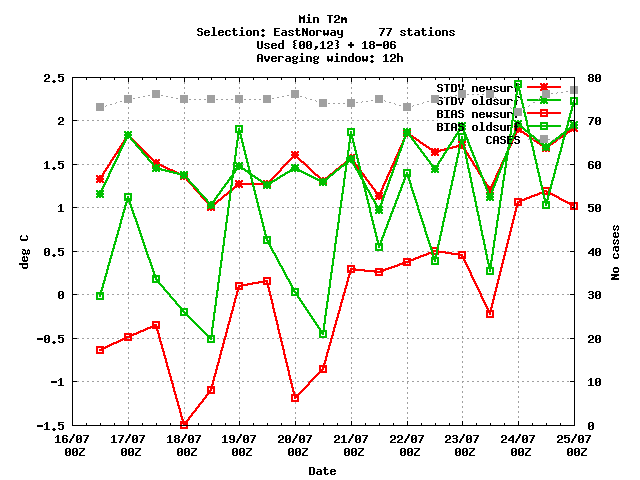 Min T2m
Selection: EastNorway 77 stations
Used {00,12} + 18-06
Averaging window: 12h
2.5
2
1.5
1
0.5
0
-0.5
-1
-1.5
deg C
80
70
60
50
40
30
20
10
0
No cases
STDV newsurf
STDV oldsurf
BIAS newsurf
BIAS oldsurf
CASES
16/07 17/07 18/07 19/07 20/07 21/07 22/07 23/07 24/07 25/07
00Z 00Z 00Z 00Z 00Z 00Z 00Z 00Z 00Z 00Z
Date